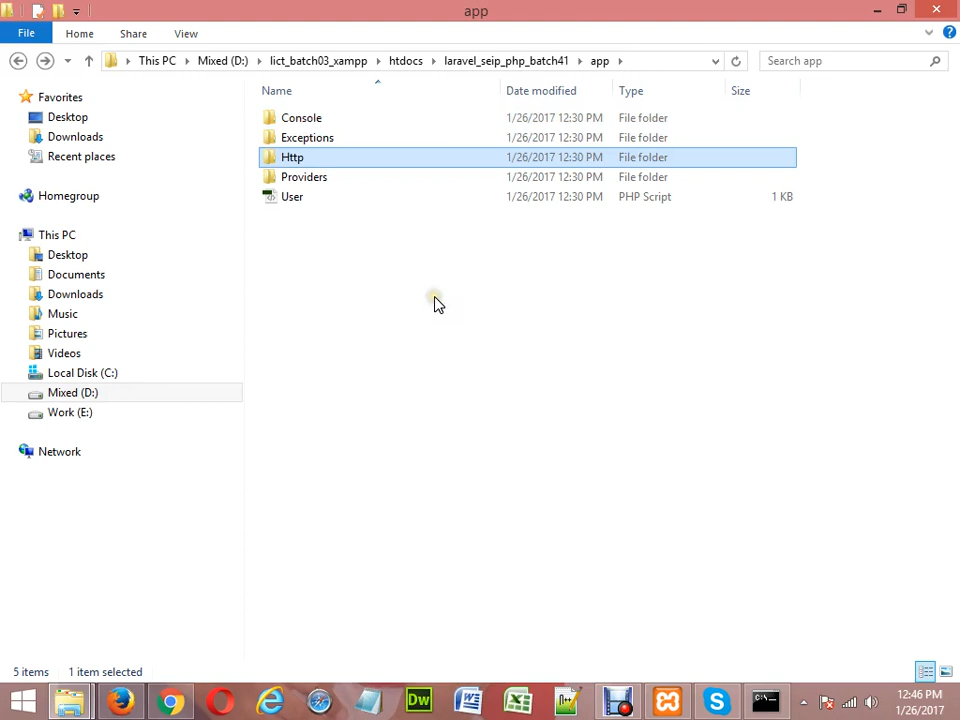 app
File Home Share View
This PC Mixed (D:) lict_batch03_xampp htdocs laravel_seip_php_batch41 app Search app
Name Date modified Type Size
Favorites
Desktop
Downloads
Recent places
Homegroup
This PC
Desktop
Documents
Downloads
Music
Pictures
Videos
Local Disk (C:)
Mixed (D:)
Work (E:)
Network
Console 1/26/2017 12:30 PM File folder
Exceptions 1/26/2017 12:30 PM File folder
Http 1/26/2017 12:30 PM File folder
Providers 1/26/2017 12:30 PM File folder
User 1/26/2017 12:30 PM PHP Script 1 KB
5 items 1 item selected
Dw
12:46 PM
1/26/2017